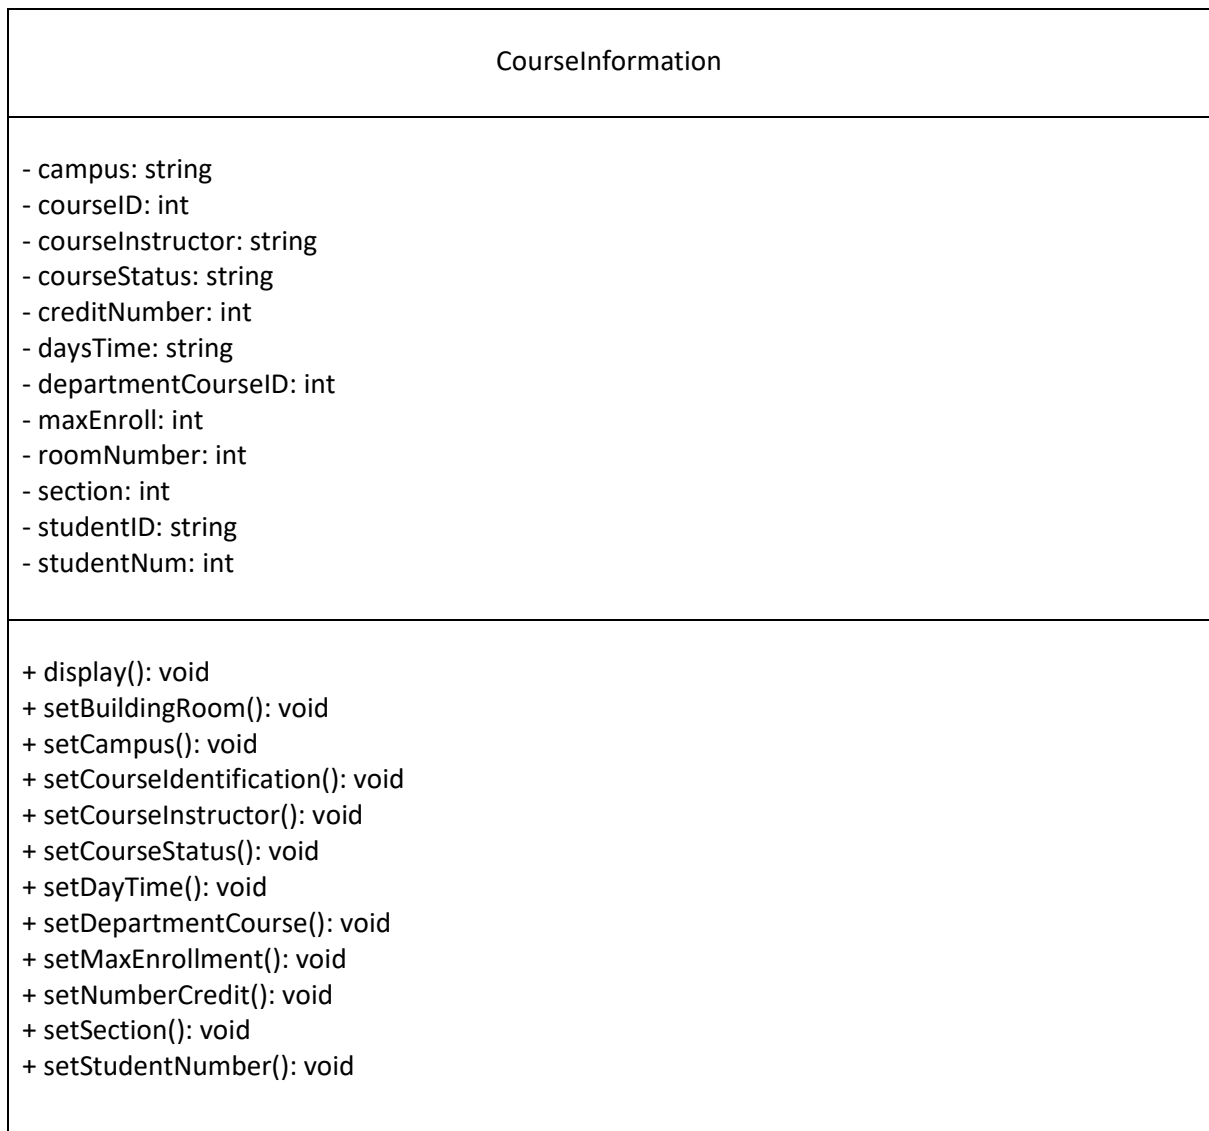 CourseInformation
- campus: string
- courseID: int
- courseInstructor: string
- courseStatus: string
- creditNumber: int
- daysTime: string
- departmentCourseID: int
- maxEnroll: int
- roomNumber: int
- section: int
- studentID: string
- studentNum: int
+ display(): void
+ setBuildingRoom(): void
+ setCampus(): void
+ setCourseIdentification(): void
+ setCourseInstructor(): void
+ setCourseStatus(): void
+ setDayTime(): void
+ setDepartmentCourse(): void
+ setMaxEnrollment(): void
+ setNumberCredit(): void
+ setSection(): void
+ setStudentNumber(): void